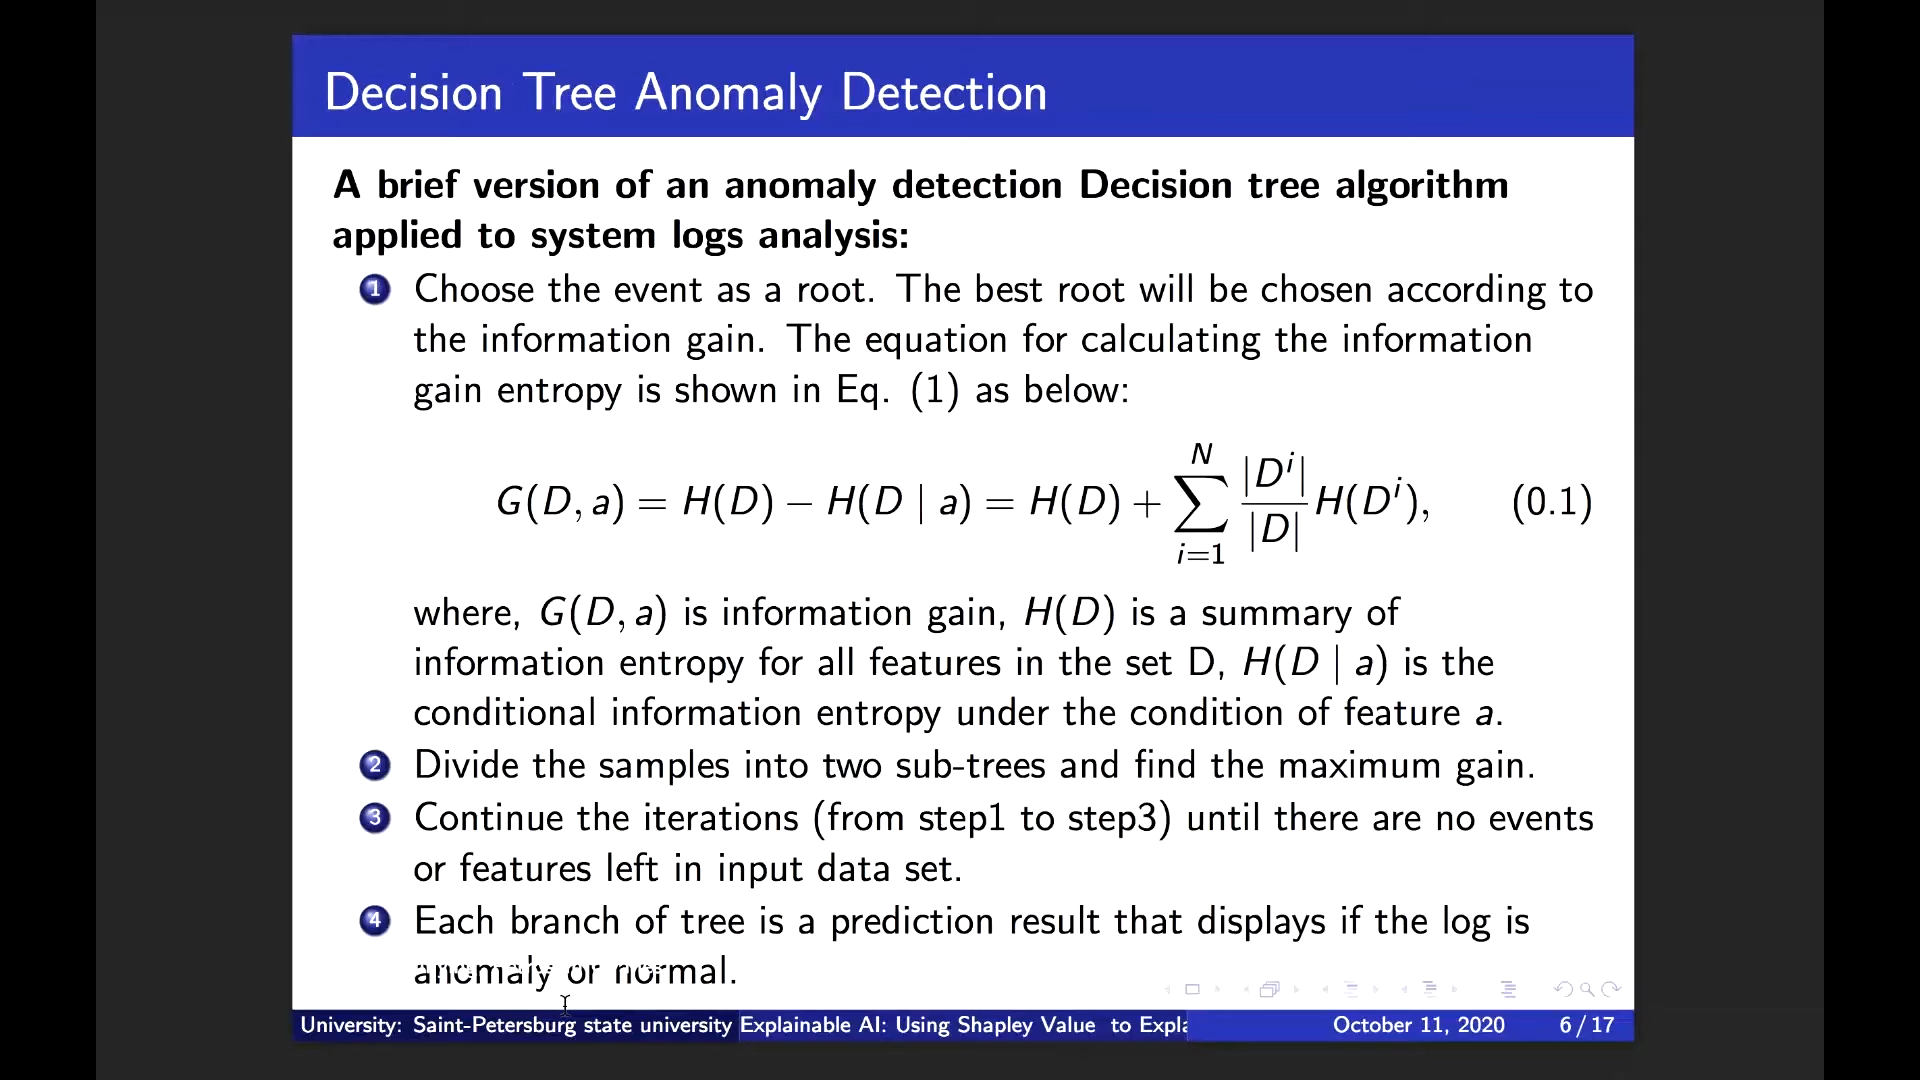 Decision Tree Anomaly Detection
A brief version of an anomaly detection Decision tree algorithm
applied to system logs analysis:
1 Choose the event as a root. The best root will be chosen according to
the information gain. The equation for calculating the information
gain entropy is shown in Eq. (1) as below:
G(D, a) = H(D) − H(D | a) = H(D) + ∑_{i=1}^{N} |D^i|/|D| H(D^i), (0.1)
where, G(D, a) is information gain, H(D) is a summary of
information entropy for all features in the set D, H(D | a) is the
conditional information entropy under the condition of feature a.
2 Divide the samples into two sub-trees and find the maximum gain.
3 Continue the iterations (from step1 to step3) until there are no events
or features left in input data set.
4 Each branch of tree is a prediction result that displays if the log is
anomaly or normal.
University: Saint-Petersburg state university Explainable AI: Using Shapley Value to Expla October 11, 2020 6 / 17